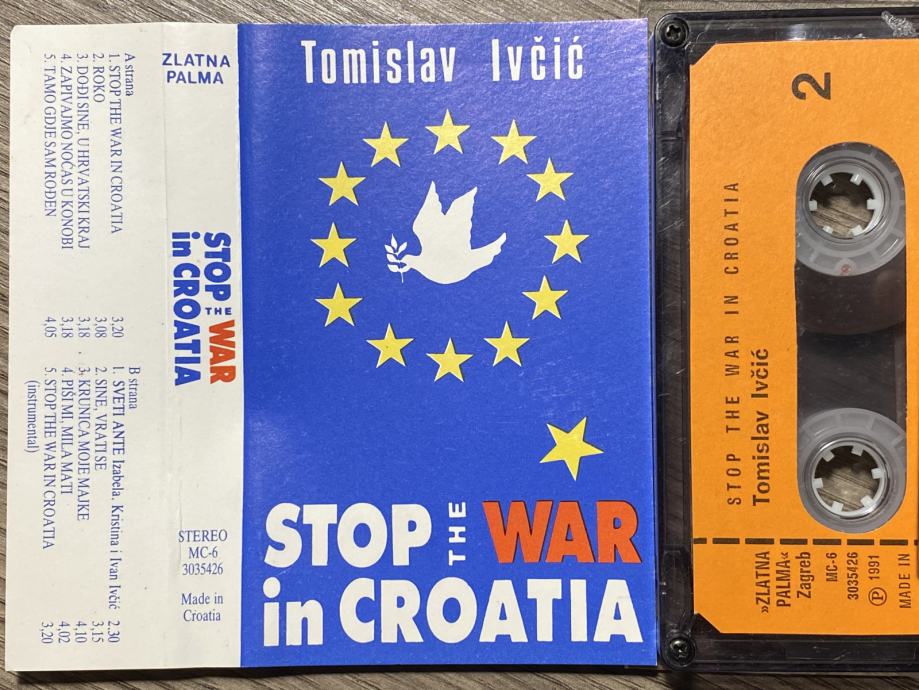 A strana
1. STOP THE WAR IN CROATIA 3,20
2. ROKO 3,08
3. DOĐI SINE, U HRVATSKI KRAJ 3,18
4. ZAPIVAJMO NOĆAS U KONOBI 3,18
5. TAMO GDJE SAM ROĐEN 4,05
B strana
1. SVETI ANTE Izabela, Kristina i Ivan Ivčić 2.30
2. SINE, VRATI SE 3,15
3. KRUNICA MOJE MAJKE 4,10
4. PIŠI MI, MILA MATI 4,02
5. STOP THE WAR IN CROATIA 3,20
(instrumental)
ZLATNA
PALMA
STOP THE WAR
in CROATIA
STEREO
MC-6
3035426
Made in
Croatia
Tomislav Ivčić
STOP THE WAR
in CROATIA
2
STOP THE WAR IN CROATIA
Tomislav Ivčić
»ZLATNA
PALMA«
Zagreb
MC-6
3035426
Ⓟ 1991
MADE IN